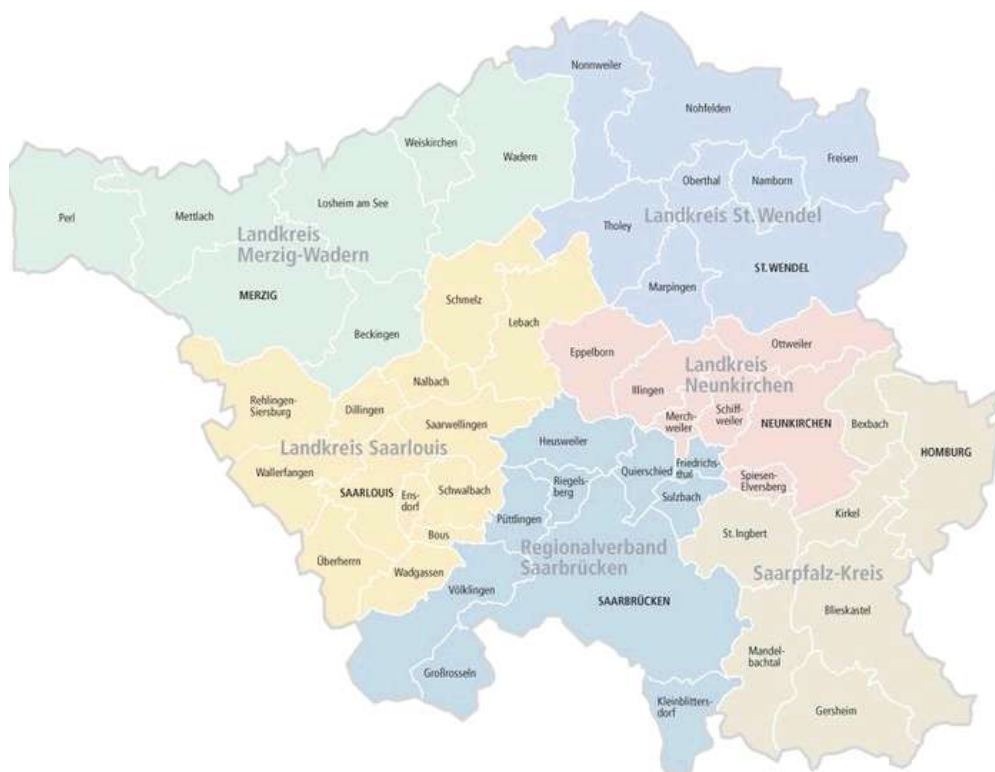 Nonnweiler
Nohfelden
Weiskirchen
Wadern
Freisen
Oberthal
Namborn
Perl
Mettlach
Losheim am See
Landkreis
Merzig-Wadern
Tholey
Landkreis St. Wendel
MERZIG
ST. WENDEL
Marpingen
Schmelz
Lebach
Beckingen
Eppelborn
Ottweiler
Landkreis
Neunkirchen
Illingen
Nalbach
Rehlingen-
Siersburg
Dillingen
Merch-
weiler
Schiff-
weiler
NEUNKIRCHEN
Bexbach
Saarwellingen
Landkreis Saarlouis
Heusweiler
HOMBURG
Wallerfangen
Quierschied
Friedrichs-
thal
Spiesen-
Elversberg
SAARLOUIS
Ens-
dorf
Schwalbach
Riegels-
berg
Sulzbach
Püttlingen
Kirkel
Bous
St. Ingbert
Regionalverband
Saarbrücken
Überherrn
Wadgassen
Saarpfalz-Kreis
Völklingen
SAARBRÜCKEN
Blieskastel
Mandel-
bachtal
Großrosseln
Kleinblitters-
dorf
Gersheim